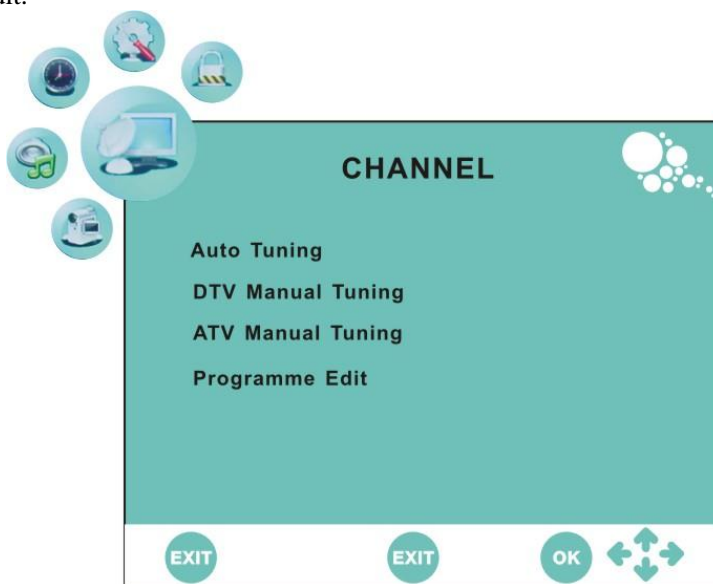 CHANNEL
Auto Tuning
DTV Manual Tuning
ATV Manual Tuning
Programme Edit
EXIT EXIT OK